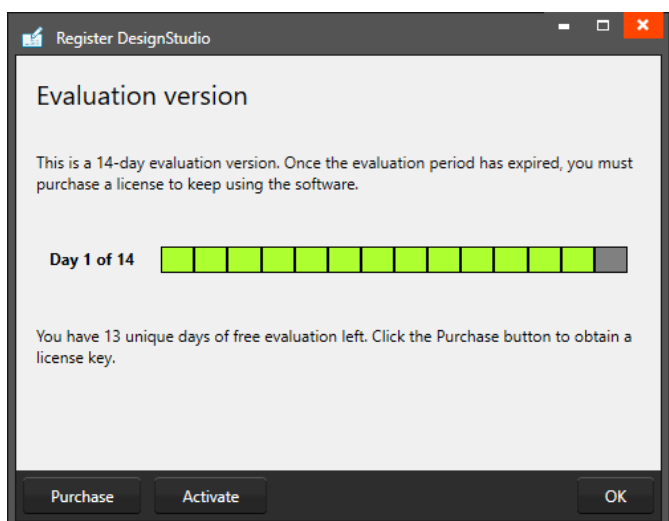 Register DesignStudio
Evaluation version
This is a 14-day evaluation version. Once the evaluation period has expired, you must
purchase a license to keep using the software.
Day 1 of 14
You have 13 unique days of free evaluation left. Click the Purchase button to obtain a
license key.
Purchase
Activate
OK